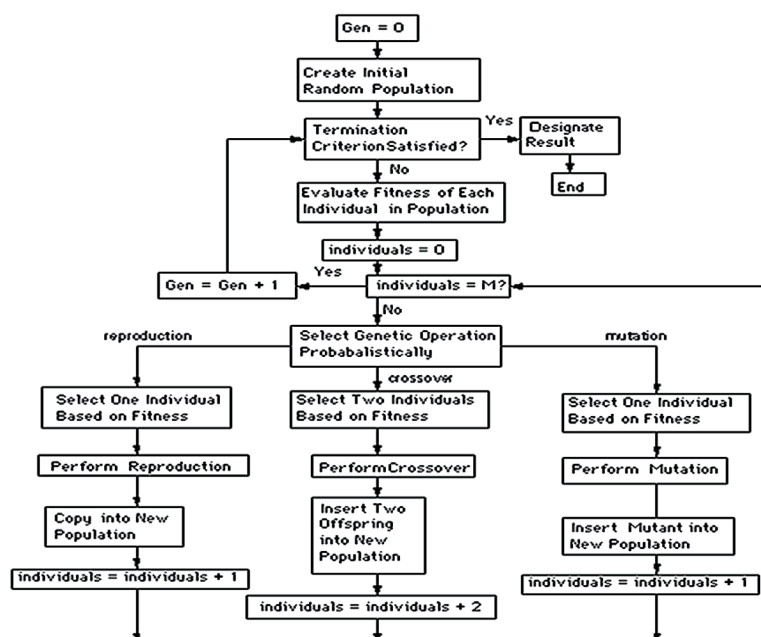 Gen = 0
Create Initial
Random Population
Termination
CriterionSatisfied?
Yes
Designate
Result
End
No
Evaluate Fitness of Each
Individual in Population
individuals = 0
individuals = M?
Yes
Gen = Gen + 1
No
Select Genetic Operation
Probabalistically
reproduction
crossover
mutation
Select One Individual
Based on Fitness
Perform Reproduction
Copy into New
Population
individuals = individuals + 1
Select Two Individuals
Based on Fitness
PerformCrossover
Insert Two
Offspring
into New
Population
individuals = individuals + 2
Select One Individual
Based on Fitness
Perform Mutation
Insert Mutant into
New Population
individuals = individuals + 1